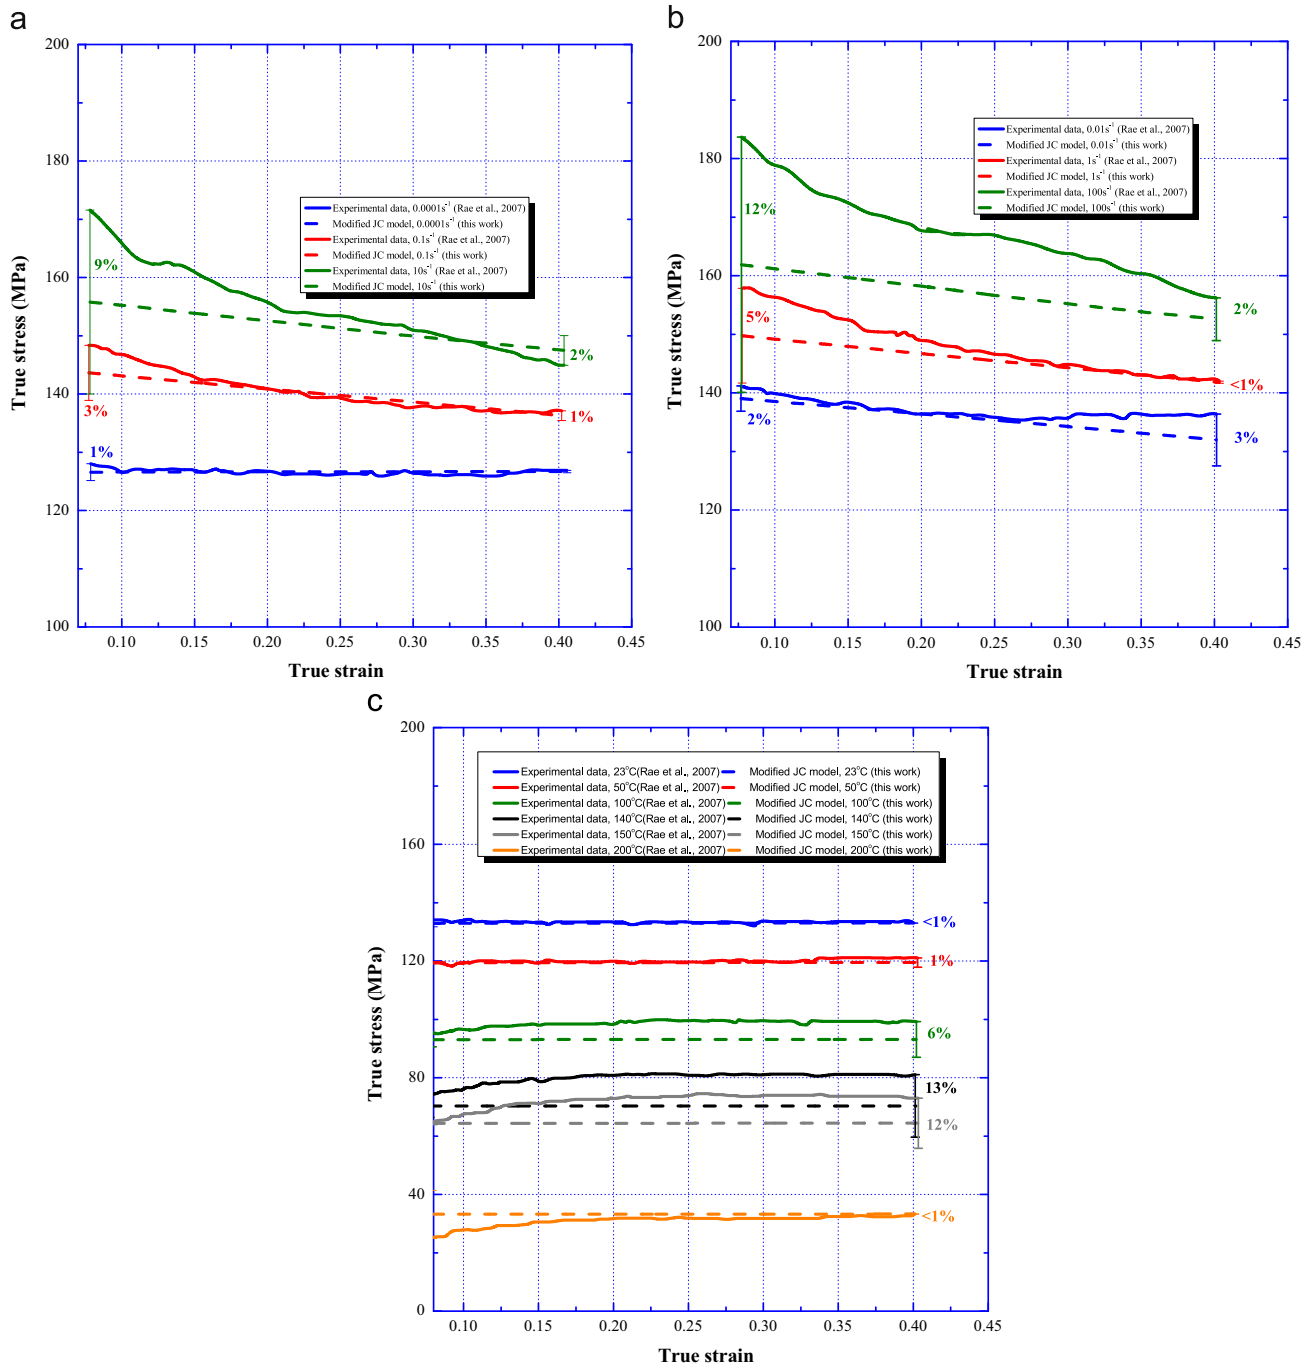 a
200
180
160
140
120
100
True stress (MPa)
Experimental data, 0.0001s⁻¹ (Rae et al., 2007)
Modified JC model, 0.0001s⁻¹ (this work)
Experimental data, 0.1s⁻¹ (Rae et al., 2007)
Modified JC model, 0.1s⁻¹ (this work)
Experimental data, 10s⁻¹ (Rae et al., 2007)
Modified JC model, 10s⁻¹ (this work)
9%
2%
3%
1%
1%
0.10 0.15 0.20 0.25 0.30 0.35 0.40 0.45
True strain
b
200
180
160
140
120
100
True stress (MPa)
Experimental data, 0.01s⁻¹ (Rae et al., 2007)
Modified JC model, 0.01s⁻¹ (this work)
Experimental data, 1s⁻¹ (Rae et al., 2007)
Modified JC model, 1s⁻¹ (this work)
Experimental data, 100s⁻¹ (Rae et al., 2007)
Modified JC model, 100s⁻¹ (this work)
12%
2%
5%
<1%
2%
3%
0.10 0.15 0.20 0.25 0.30 0.35 0.40 0.45
True strain
c
200
160
120
80
40
0
True stress (MPa)
Experimental data, 23°C(Rae et al., 2007) Modified JC model, 23°C (this work)
Experimental data, 50°C(Rae et al., 2007) Modified JC model, 50°C (this work)
Experimental data, 100°C(Rae et al., 2007) Modified JC model, 100°C (this work)
Experimental data, 140°C(Rae et al., 2007) Modified JC model, 140°C (this work)
Experimental data, 150°C(Rae et al., 2007) Modified JC model, 150°C (this work)
Experimental data, 200°C(Rae et al., 2007) Modified JC model, 200°C (this work)
<1%
1%
6%
13%
12%
<1%
0.10 0.15 0.20 0.25 0.30 0.35 0.40 0.45
True strain